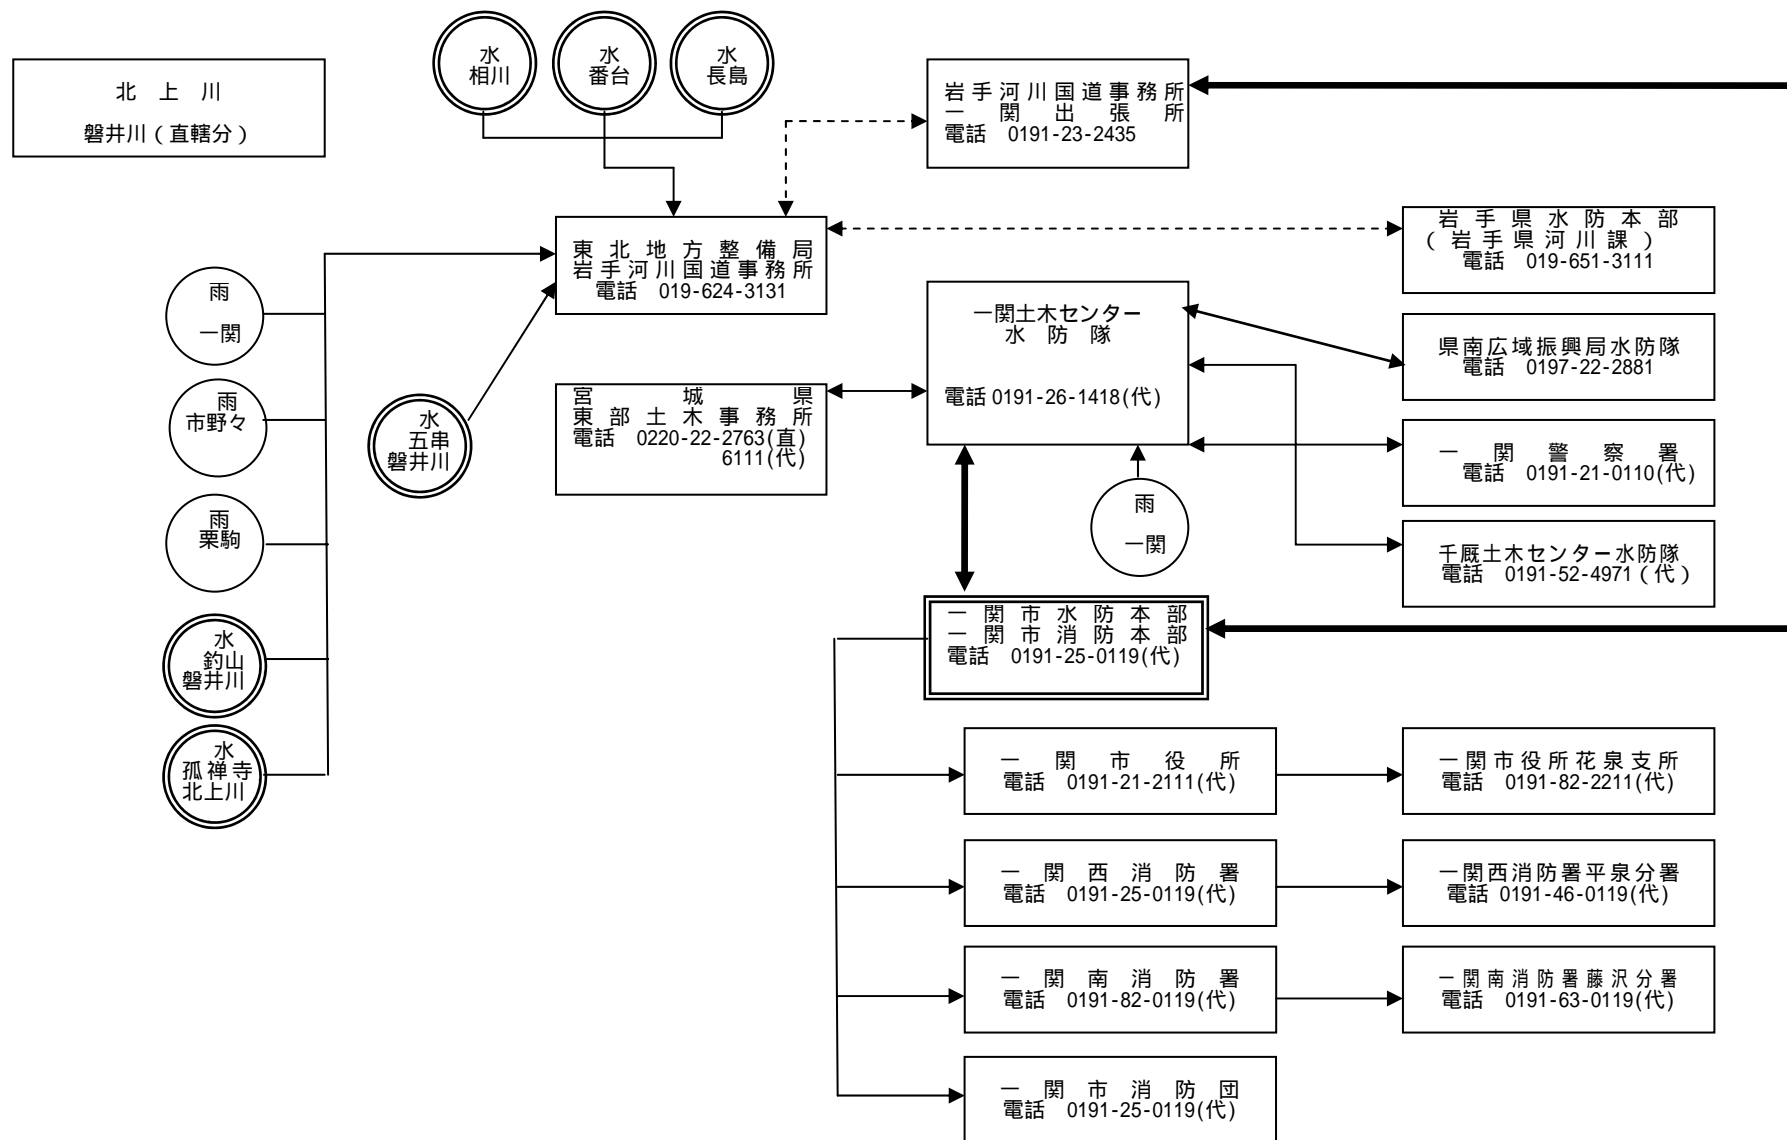 北上川
磐井川（直轄分）
水
相川
水
番台
水
長島
岩手河川国道事務所
一関出張所
電話 0191-23-2435
東北地方整備局
岩手河川国道事務所
電話 019-624-3131
岩手県水防本部
（岩手県河川課）
電話 019-651-3111
雨
一関
雨
市野々
雨
栗駒
水
釣山
磐井川
水
孤禅寺
北上川
水
五串
磐井川
宮城県
東部土木事務所
電話 0220-22-2763(直)
6111(代)
一関土木センター
水防隊
電話 0191-26-1418(代)
雨
一関
県南広域振興局水防隊
電話 0197-22-2881
一関警察署
電話 0191-21-0110(代)
千厩土木センター水防隊
電話 0191-52-4971（代）
一関市水防本部
一関市消防本部
電話 0191-25-0119(代)
一関市役所
電話 0191-21-2111(代)
一関市役所花泉支所
電話 0191-82-2211(代)
一関西消防署
電話 0191-25-0119(代)
一関西消防署平泉分署
電話 0191-46-0119(代)
一関南消防署
電話 0191-82-0119(代)
一関南消防署藤沢分署
電話 0191-63-0119(代)
一関市消防団
電話 0191-25-0119(代)